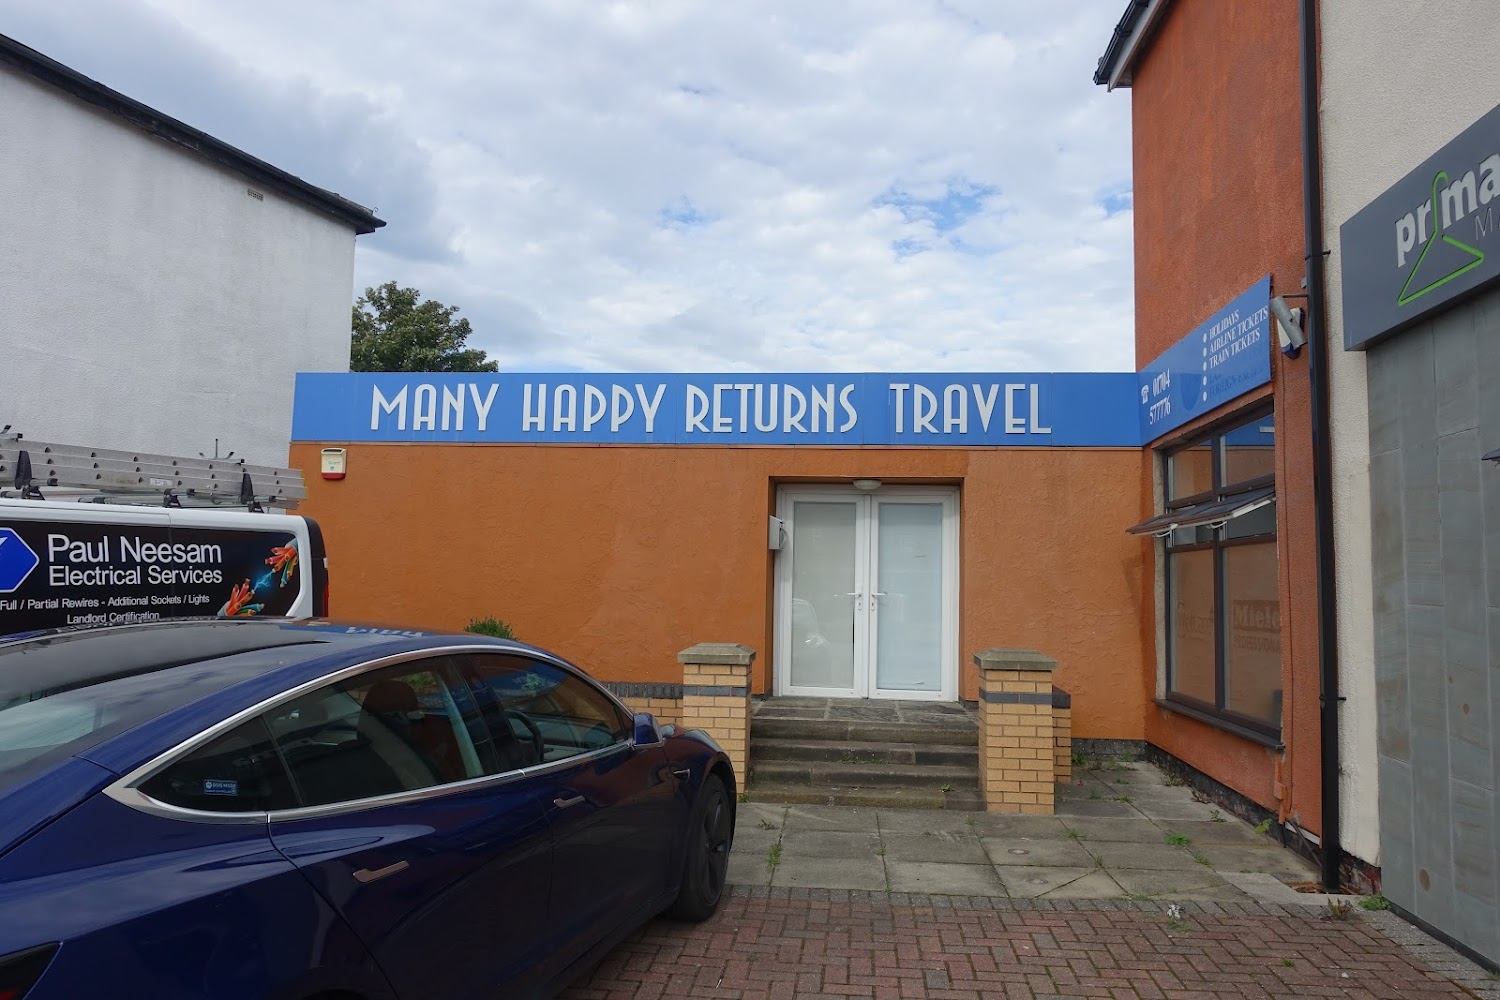 MANY HAPPY RETURNS TRAVEL
HOLIDAYS
AIRLINE TICKETS
TRAIN TICKETS
01704
577776
Paul Neesam
Electrical Services
Full / Partial Rewires - Additional Sockets / Lights
Landlord Certification
prima
M
Miele